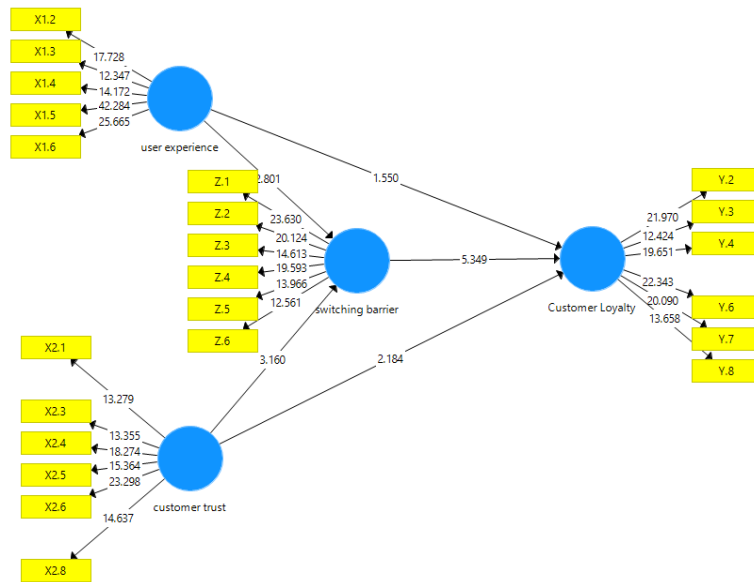 X1.2
X1.3
X1.4
X1.5
X1.6
17.728
12.347
14.172
42.284
25.665
user experience
2.801
1.550
Z.1
Z.2
Z.3
Z.4
Z.5
Z.6
23.630
20.124
14.613
19.593
13.966
12.561
switching barrier
5.349
Y.2
Y.3
Y.4
Y.6
Y.7
Y.8
21.970
12.424
19.651
22.343
20.090
13.658
Customer Loyalty
3.160
2.184
X2.1
X2.3
X2.4
X2.5
X2.6
X2.8
13.279
13.355
18.274
15.364
23.298
14.637
customer trust